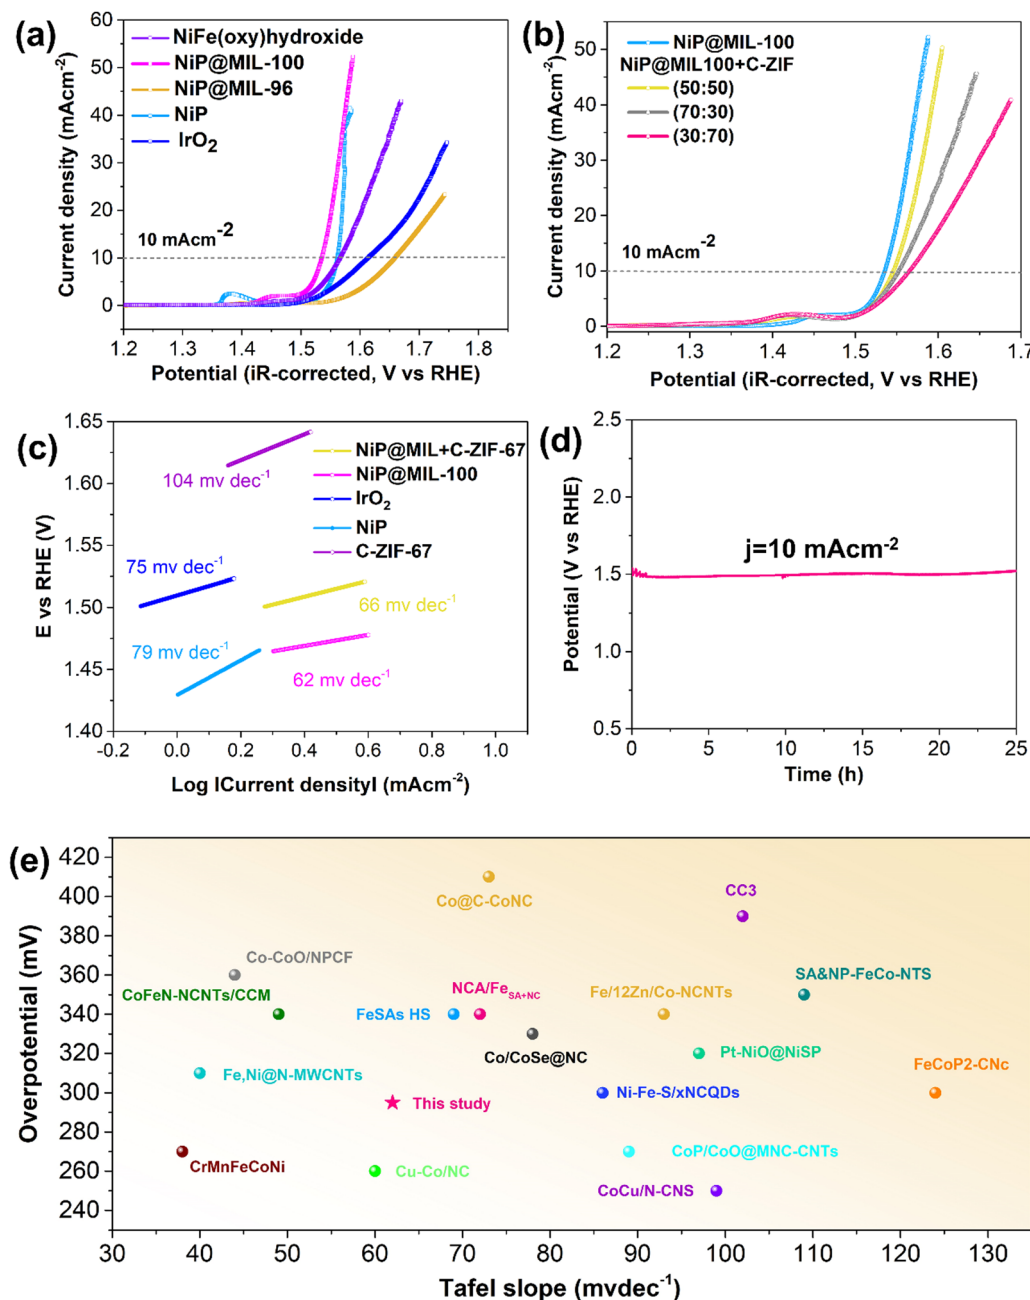 (a)
NiFe(oxy)hydroxide
NiP@MIL-100
NiP@MIL-96
NiP
IrO₂
10 mAcm⁻²
Current density (mAcm⁻²)
60
50
40
30
20
10
0
1.2 1.3 1.4 1.5 1.6 1.7 1.8
Potential (iR-corrected, V vs RHE)
(b)
NiP@MIL-100
NiP@MIL100+C-ZIF
(50:50)
(70:30)
(30:70)
10 mAcm⁻²
Current density (mAcm⁻²)
50
40
30
20
10
0
1.2 1.3 1.4 1.5 1.6 1.7
Potential (iR-corrected, V vs RHE)
(c)
NiP@MIL+C-ZIF-67
NiP@MIL-100
IrO₂
NiP
C-ZIF-67
104 mv dec⁻¹
75 mv dec⁻¹
66 mv dec⁻¹
79 mv dec⁻¹
62 mv dec⁻¹
E vs RHE (V)
1.65
1.60
1.55
1.50
1.45
1.40
-0.2 0.0 0.2 0.4 0.6 0.8 1.0
Log lCurrent densityl (mAcm⁻²)
(d)
j=10 mAcm⁻²
Potential (V vs RHE)
2.5
2.0
1.5
1.0
0.5
0 5 10 15 20 25
Time (h)
(e)
Overpotential (mV)
420
400
380
360
340
320
300
280
260
240
Co@C-CoNC
CC3
Co-CoO/NPCF
SA&NP-FeCo-NTS
CoFeN-NCNTs/CCM
FeSAs HS
NCA/Fe_SA+NC
Fe/12Zn/Co-NCNTs
Co/CoSe@NC
Pt-NiO@NiSP
Fe,Ni@N-MWCNTs
FeCoP2-CNc
This study
Ni-Fe-S/xNCQDs
CrMnFeCoNi
Cu-Co/NC
CoP/CoO@MNC-CNTs
CoCu/N-CNS
30 40 50 60 70 80 90 100 110 120 130
Tafel slope (mvdec⁻¹)